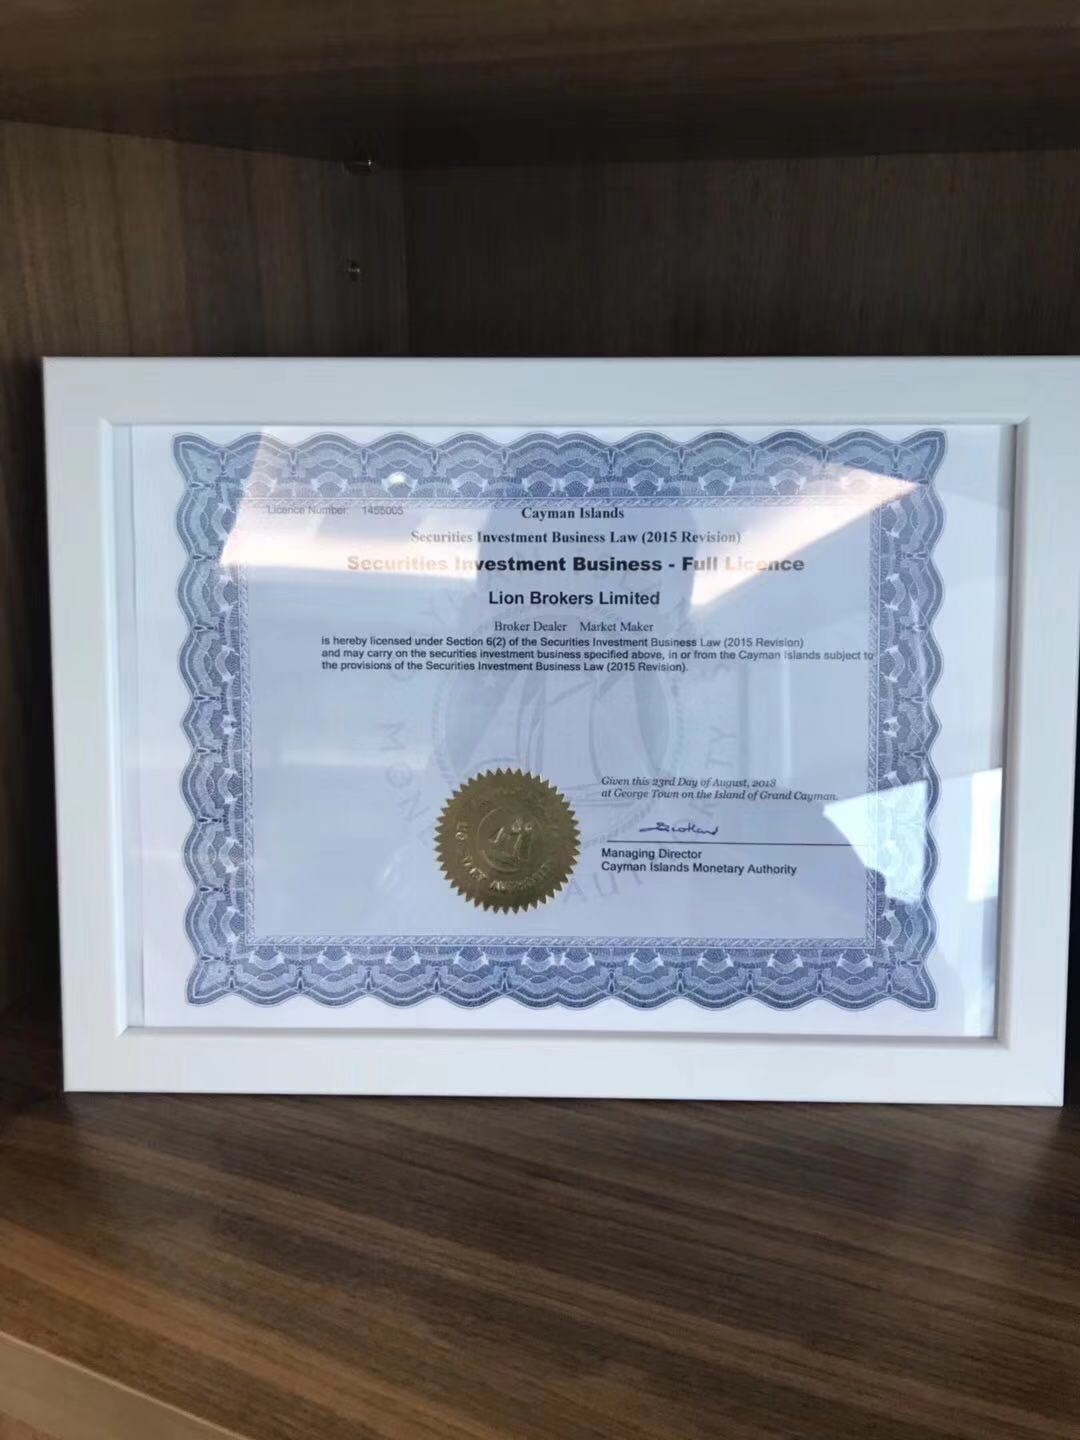 Licence Number: 1455005
Cayman Islands
Securities Investment Business Law (2015 Revision)
Securities Investment Business - Full Licence
Lion Brokers Limited
Broker Dealer Market Maker
is hereby licensed under Section 6(2) of the Securities Investment Business Law (2015 Revision)
and may carry on the securities investment business specified above, in or from the Cayman Islands subject to
the provisions of the Securities Investment Business Law (2015 Revision).
Given this 23rd Day of August, 2018
at George Town on the Island of Grand Cayman.
Managing Director
Cayman Islands Monetary Authority